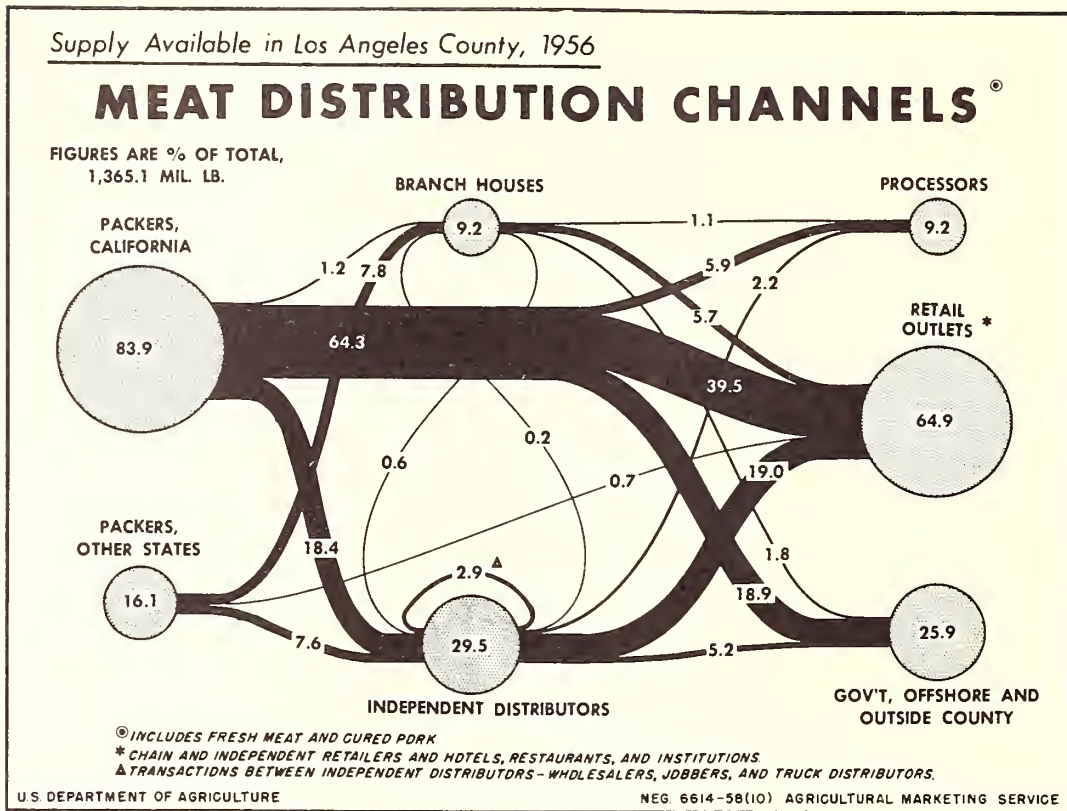 Supply Available in Los Angeles County, 1956
MEAT DISTRIBUTION CHANNELS ◉
FIGURES ARE % OF TOTAL,
1,365.1 MIL. LB.
BRANCH HOUSES
PROCESSORS
PACKERS,
CALIFORNIA
9.2
1.1
9.2
1.2
7.8
5.9
2.2
5.7
RETAIL
OUTLETS *
83.9
64.3
39.5
64.9
0.6
0.2
0.7
19.0
PACKERS,
OTHER STATES
18.4
2.9 Δ
1.8
16.1
18.9
7.6
29.5
5.2
25.9
INDEPENDENT DISTRIBUTORS
GOV'T, OFFSHORE AND
OUTSIDE COUNTY
◉ INCLUDES FRESH MEAT AND CURED PORK
* CHAIN AND INDEPENDENT RETAILERS AND HOTELS, RESTAURANTS, AND INSTITUTIONS.
Δ TRANSACTIONS BETWEEN INDEPENDENT DISTRIBUTORS - WHOLESALERS, JOBBERS, AND TRUCK DISTRIBUTORS.
U.S. DEPARTMENT OF AGRICULTURE
NEG. 6614-58(10) AGRICULTURAL MARKETING SERVICE